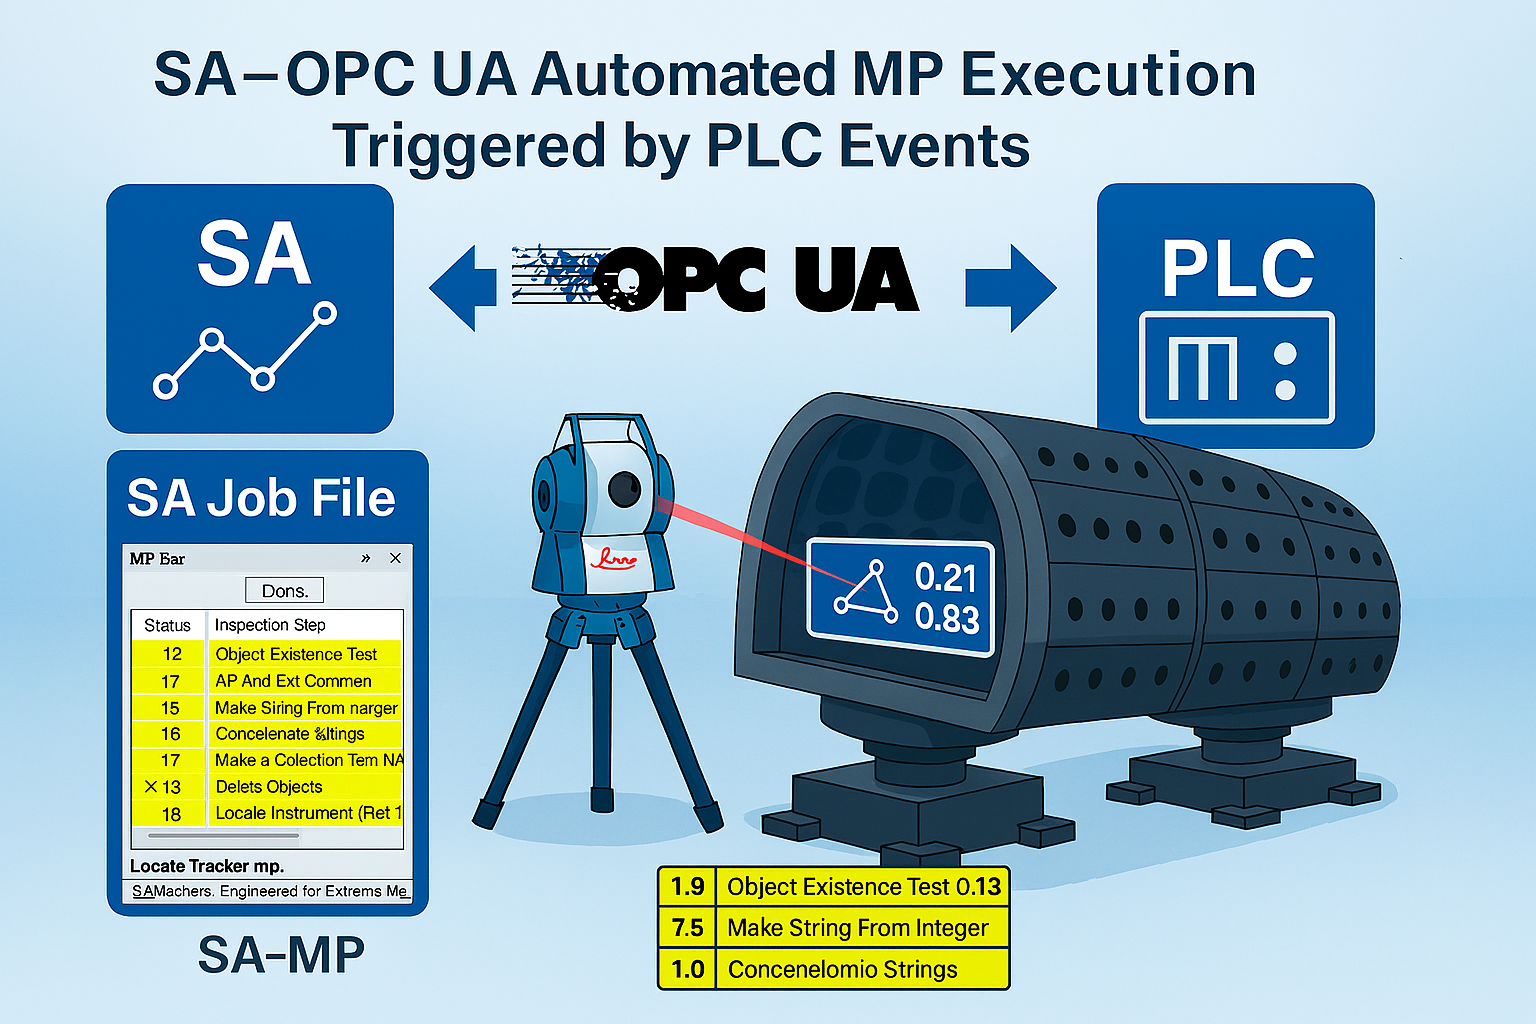 SA–OPC UA Automated MP Execution
Triggered by PLC Events
SA
OPC UA
PLC
SA Job File
MP Bar
» ×
Dons.
Status Inspection Step
12 Object Existence Test
17 AP And Ext Commen
15 Make Siring From narger
16 Concelenate
17 Make a Colection Tem NA
×13 Delets Objects
18 Locale Instrument (Ret 1
Locate Tracker mp.
SAMachers. Engineered for Extrems Me
SA-MP
0.21
0.83
1.9 Object Existence Test 0.13
7.5 Make String From Integer
1.0 Concenelomio Strings